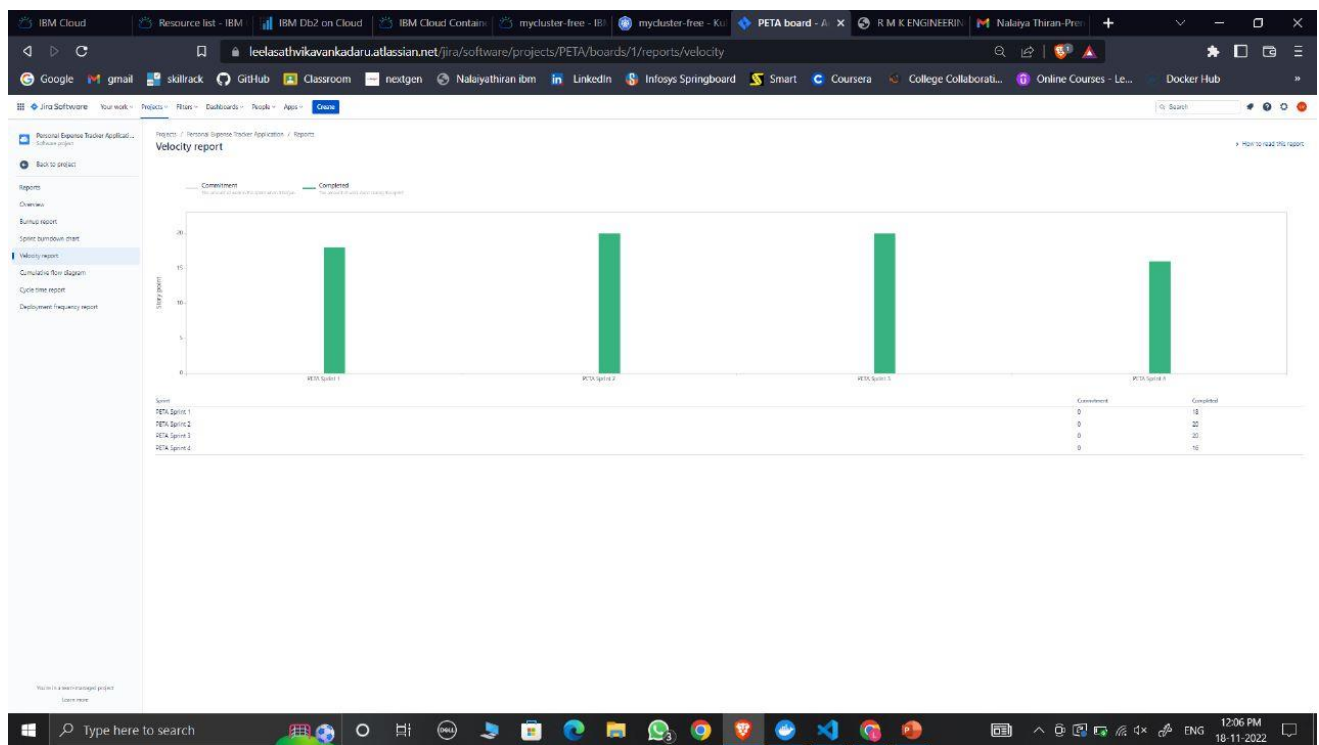 IBM Cloud
Resource list - IBM
IBM Db2 on Cloud
IBM Cloud Containe
mycluster-free - IB
mycluster-free - Ku
PETA board - A
R M K ENGINEERIN
Nalaiya Thiran-Pren
leelasathvikavankadaru.atlassian.net/jira/software/projects/PETA/boards/1/reports/velocity
Google
gmail
skillrack
GitHub
Classroom
nextgen
Nalaiyathiran ibm
LinkedIn
Infosys Springboard
Smart
Coursera
College Collaborati...
Online Courses - Le...
Docker Hub
Jira Software
Your work
Projects
Filters
Dashboards
People
Apps
Create
Search
Personal Expense Tracker Applicati...
Software project
Back to project
Reports
Overview
Burnup report
Sprint burndown chart
Velocity report
Cumulative flow diagram
Cycle time report
Deployment frequency report
Projects / Personal Expense Tracker Application / Reports
Velocity report
How to read this report
Commitment
Completed
Story point
20
15
10
5
0
PETA Sprint 1
PETA Sprint 2
PETA Sprint 3
PETA Sprint 4
Sprint Commitment Completed
PETA Sprint 1 0 18
PETA Sprint 2 0 20
PETA Sprint 3 0 20
PETA Sprint 4 0 16
You're in a team-managed project
Learn more
Type here to search
DELL
3
ENG
12:06 PM
18-11-2022